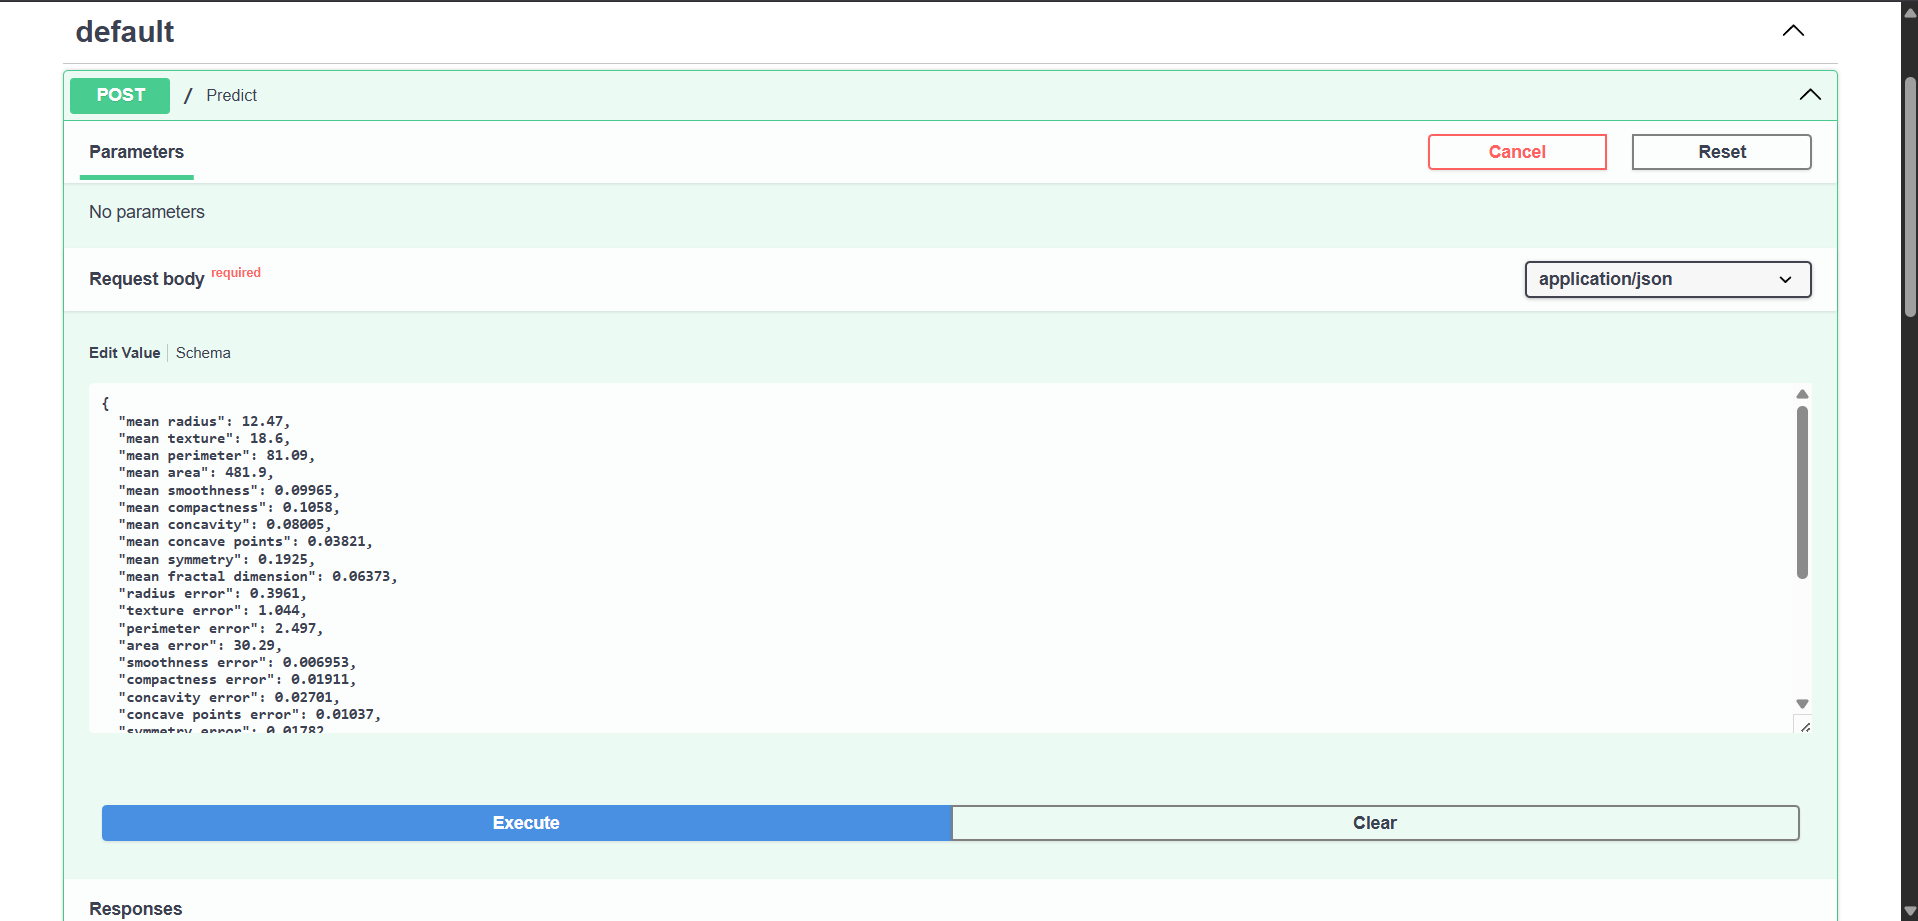 default
POST / Predict
Parameters
Cancel
Reset
No parameters
Request body required
application/json
Edit Value | Schema
{
"mean radius": 12.47,
"mean texture": 18.6,
"mean perimeter": 81.09,
"mean area": 481.9,
"mean smoothness": 0.09965,
"mean compactness": 0.1058,
"mean concavity": 0.08005,
"mean concave points": 0.03821,
"mean symmetry": 0.1925,
"mean fractal dimension": 0.06373,
"radius error": 0.3961,
"texture error": 1.044,
"perimeter error": 2.497,
"area error": 30.29,
"smoothness error": 0.006953,
"compactness error": 0.01911,
"concavity error": 0.02701,
"concave points error": 0.01037,
"symmetry error": 0.01782
Execute
Clear
Responses